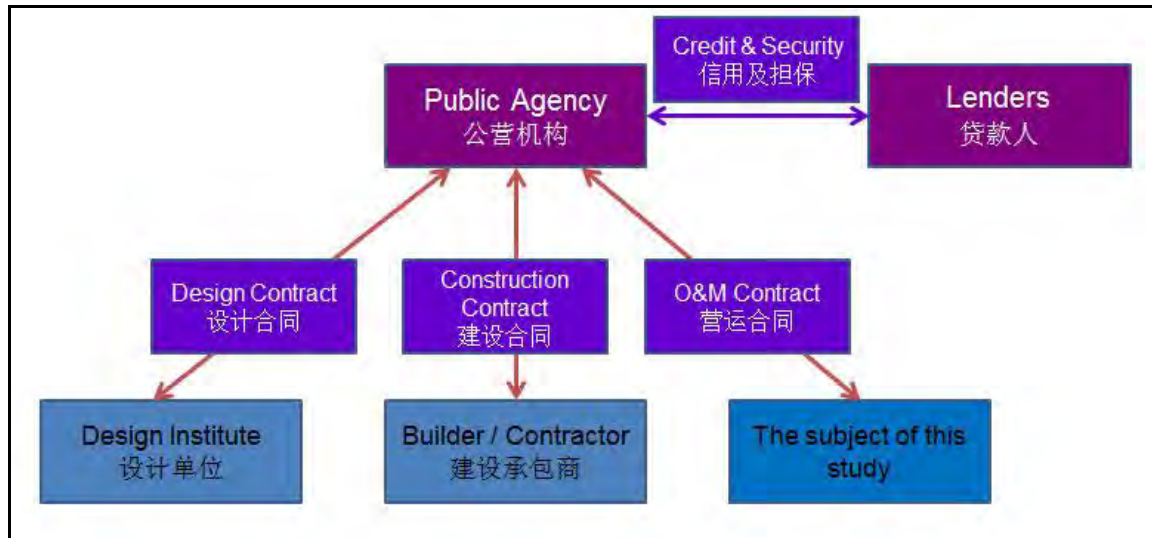 Credit & Security
信用及担保
Public Agency
公营机构
Lenders
贷款人
Design Contract
设计合同
Construction
Contract
建设合同
O&M Contract
营运合同
Design Institute
设计单位
Builder / Contractor
建设承包商
The subject of this
study